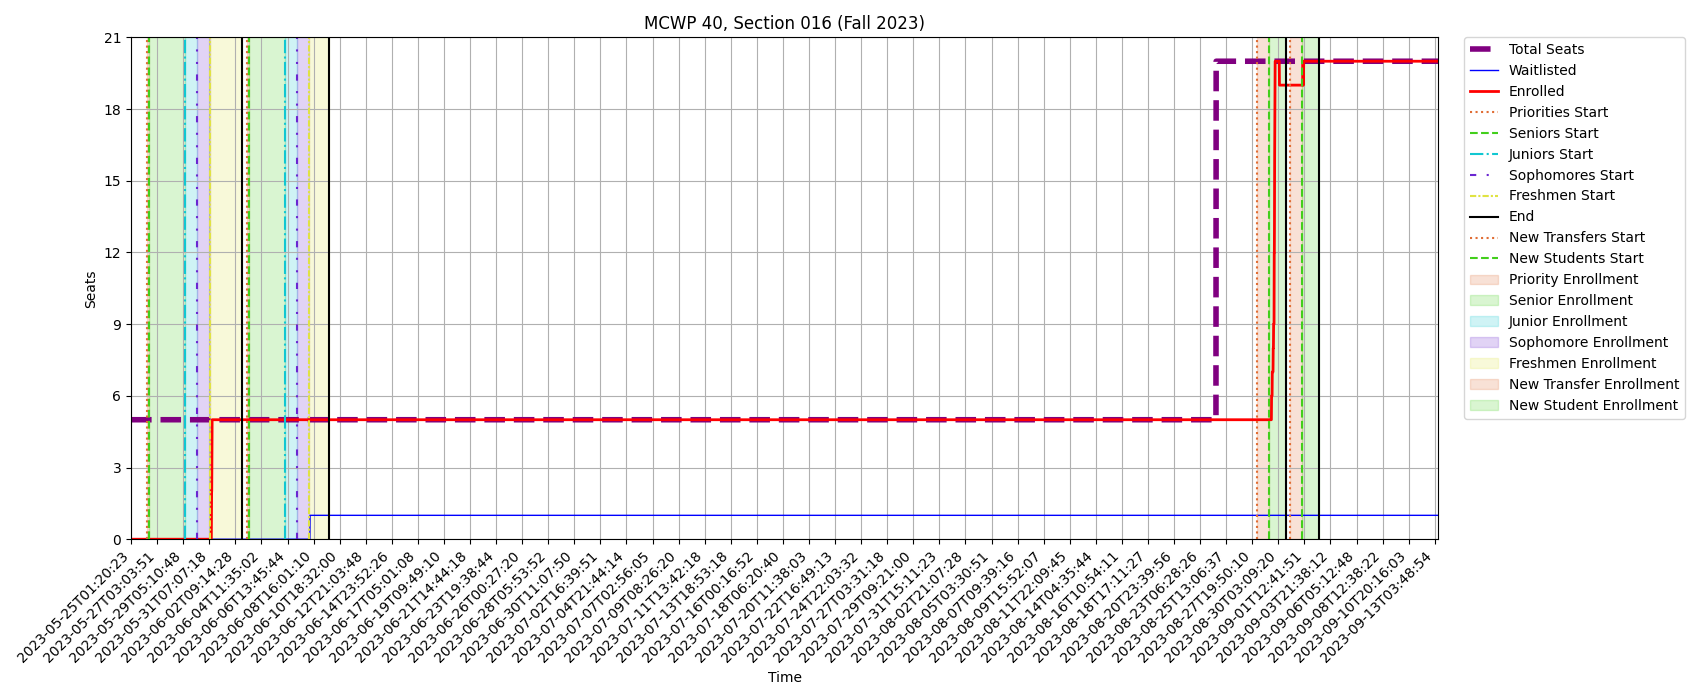 MCWP 40, Section 016 (Fall 2023)
Seats
21
18
15
12
9
6
3
0
2023-05-25T01:20:23
2023-05-27T03:03:51
2023-05-29T05:10:48
2023-05-31T07:07:18
2023-06-02T09:14:28
2023-06-04T11:35:02
2023-06-06T13:45:44
2023-06-08T16:01:10
2023-06-10T18:32:00
2023-06-12T21:03:48
2023-06-14T23:52:26
2023-06-17T05:01:08
2023-06-19T09:49:10
2023-06-21T14:44:18
2023-06-23T19:38:44
2023-06-26T00:27:20
2023-06-28T05:53:52
2023-06-30T11:07:50
2023-07-02T16:39:51
2023-07-04T21:44:14
2023-07-07T02:56:05
2023-07-09T08:26:20
2023-07-11T13:42:18
2023-07-13T18:53:18
2023-07-16T00:16:52
2023-07-18T06:20:40
2023-07-20T11:38:03
2023-07-22T16:49:13
2023-07-24T22:03:32
2023-07-27T03:31:18
2023-07-29T09:21:00
2023-07-31T15:11:23
2023-08-02T21:07:28
2023-08-05T03:30:51
2023-08-07T09:39:16
2023-08-09T15:52:07
2023-08-11T22:09:45
2023-08-14T04:35:44
2023-08-16T10:54:11
2023-08-18T17:11:27
2023-08-20T23:39:56
2023-08-23T06:28:26
2023-08-25T13:06:37
2023-08-27T19:50:10
2023-08-30T03:09:20
2023-09-01T12:41:51
2023-09-03T21:38:12
2023-09-06T05:12:48
2023-09-08T12:38:22
2023-09-10T20:16:03
2023-09-13T03:48:54
Time
Total Seats
Waitlisted
Enrolled
Priorities Start
Seniors Start
Juniors Start
Sophomores Start
Freshmen Start
End
New Transfers Start
New Students Start
Priority Enrollment
Senior Enrollment
Junior Enrollment
Sophomore Enrollment
Freshmen Enrollment
New Transfer Enrollment
New Student Enrollment